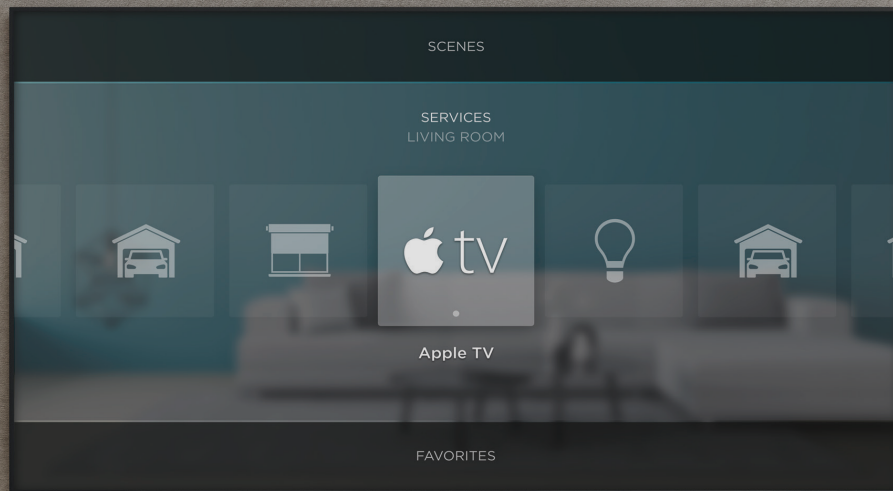 SCENES
SERVICES
LIVING ROOM
tv
Apple TV
FAVORITES